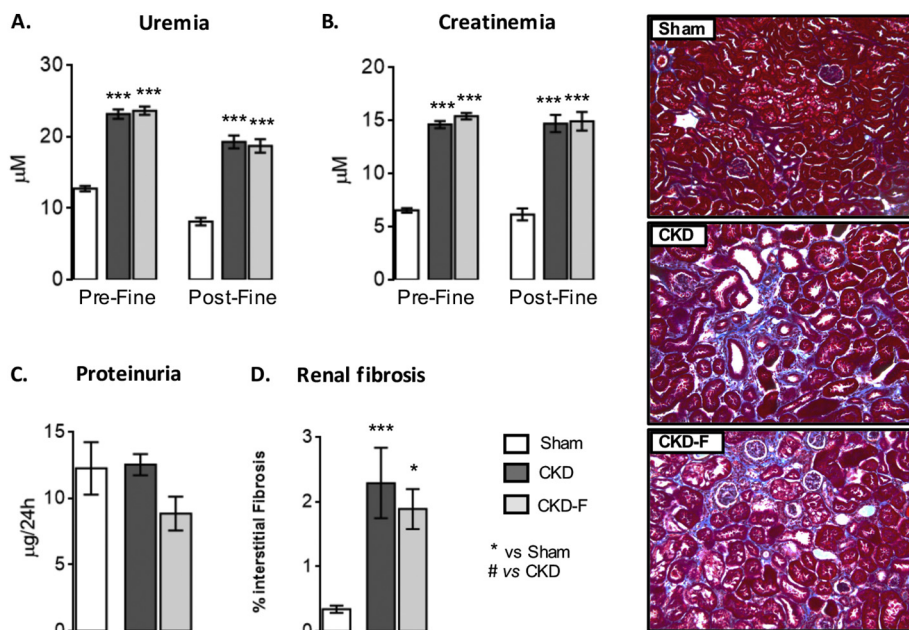 A. Uremia
30
20
10
0
μM
*** ***
*** ***
Pre-Fine Post-Fine
B. Creatinemia
20
15
10
5
0
μM
*** ***
*** ***
Pre-Fine Post-Fine
C. Proteinuria
15
10
5
0
μg/24h
D. Renal fibrosis
3
2
1
0
% interstitial Fibrosis
***
*
Sham
CKD
CKD-F
* vs Sham
# vs CKD
Sham
CKD
CKD-F